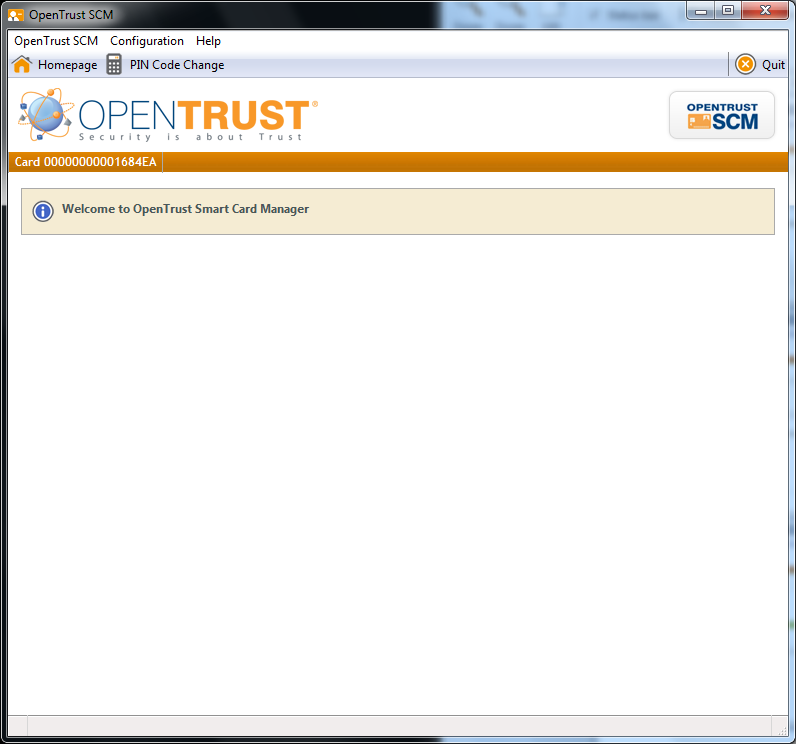 OpenTrust SCM
OpenTrust SCM Configuration Help
Homepage PIN Code Change Quit
OPENTRUST®
Security is about Trust
OPENTRUST
SCM
Card 00000000001684EA
Welcome to OpenTrust Smart Card Manager